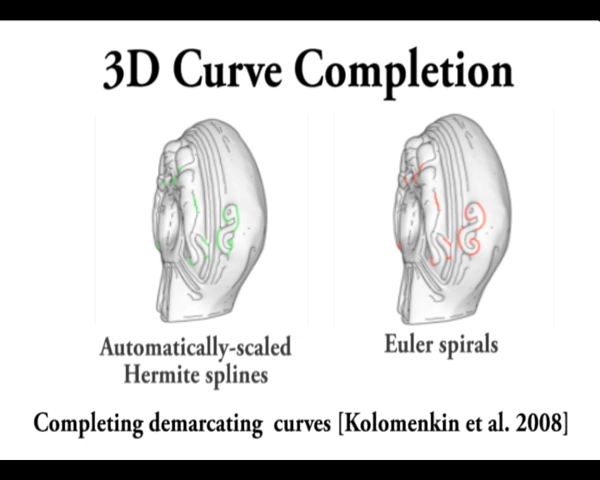 3D Curve Completion
Automatically-scaled
Hermite splines
Euler spirals
Completing demarcating curves [Kolomenkin et al. 2008]